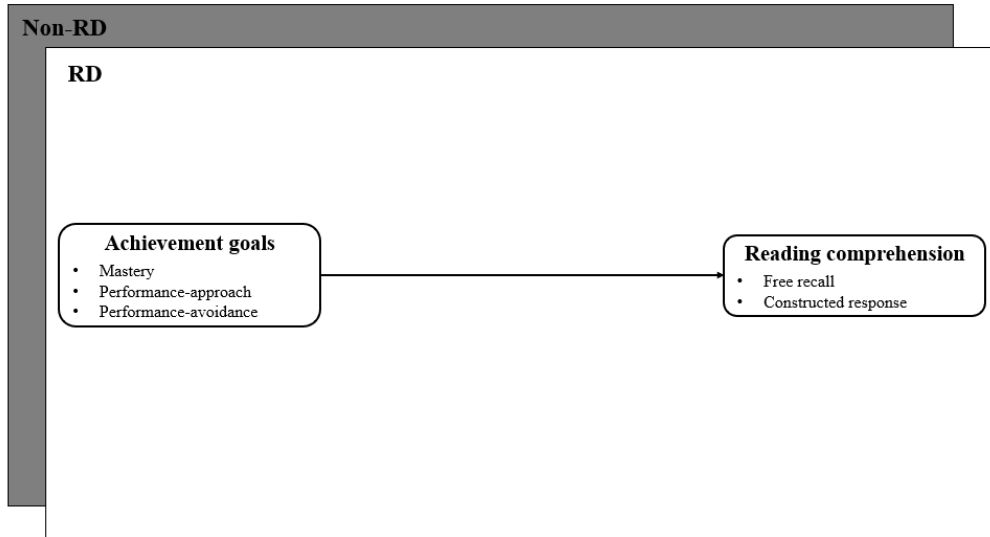 Non-RD
RD
Achievement goals
• Mastery
• Performance-approach
• Performance-avoidance
Reading comprehension
• Free recall
• Constructed response